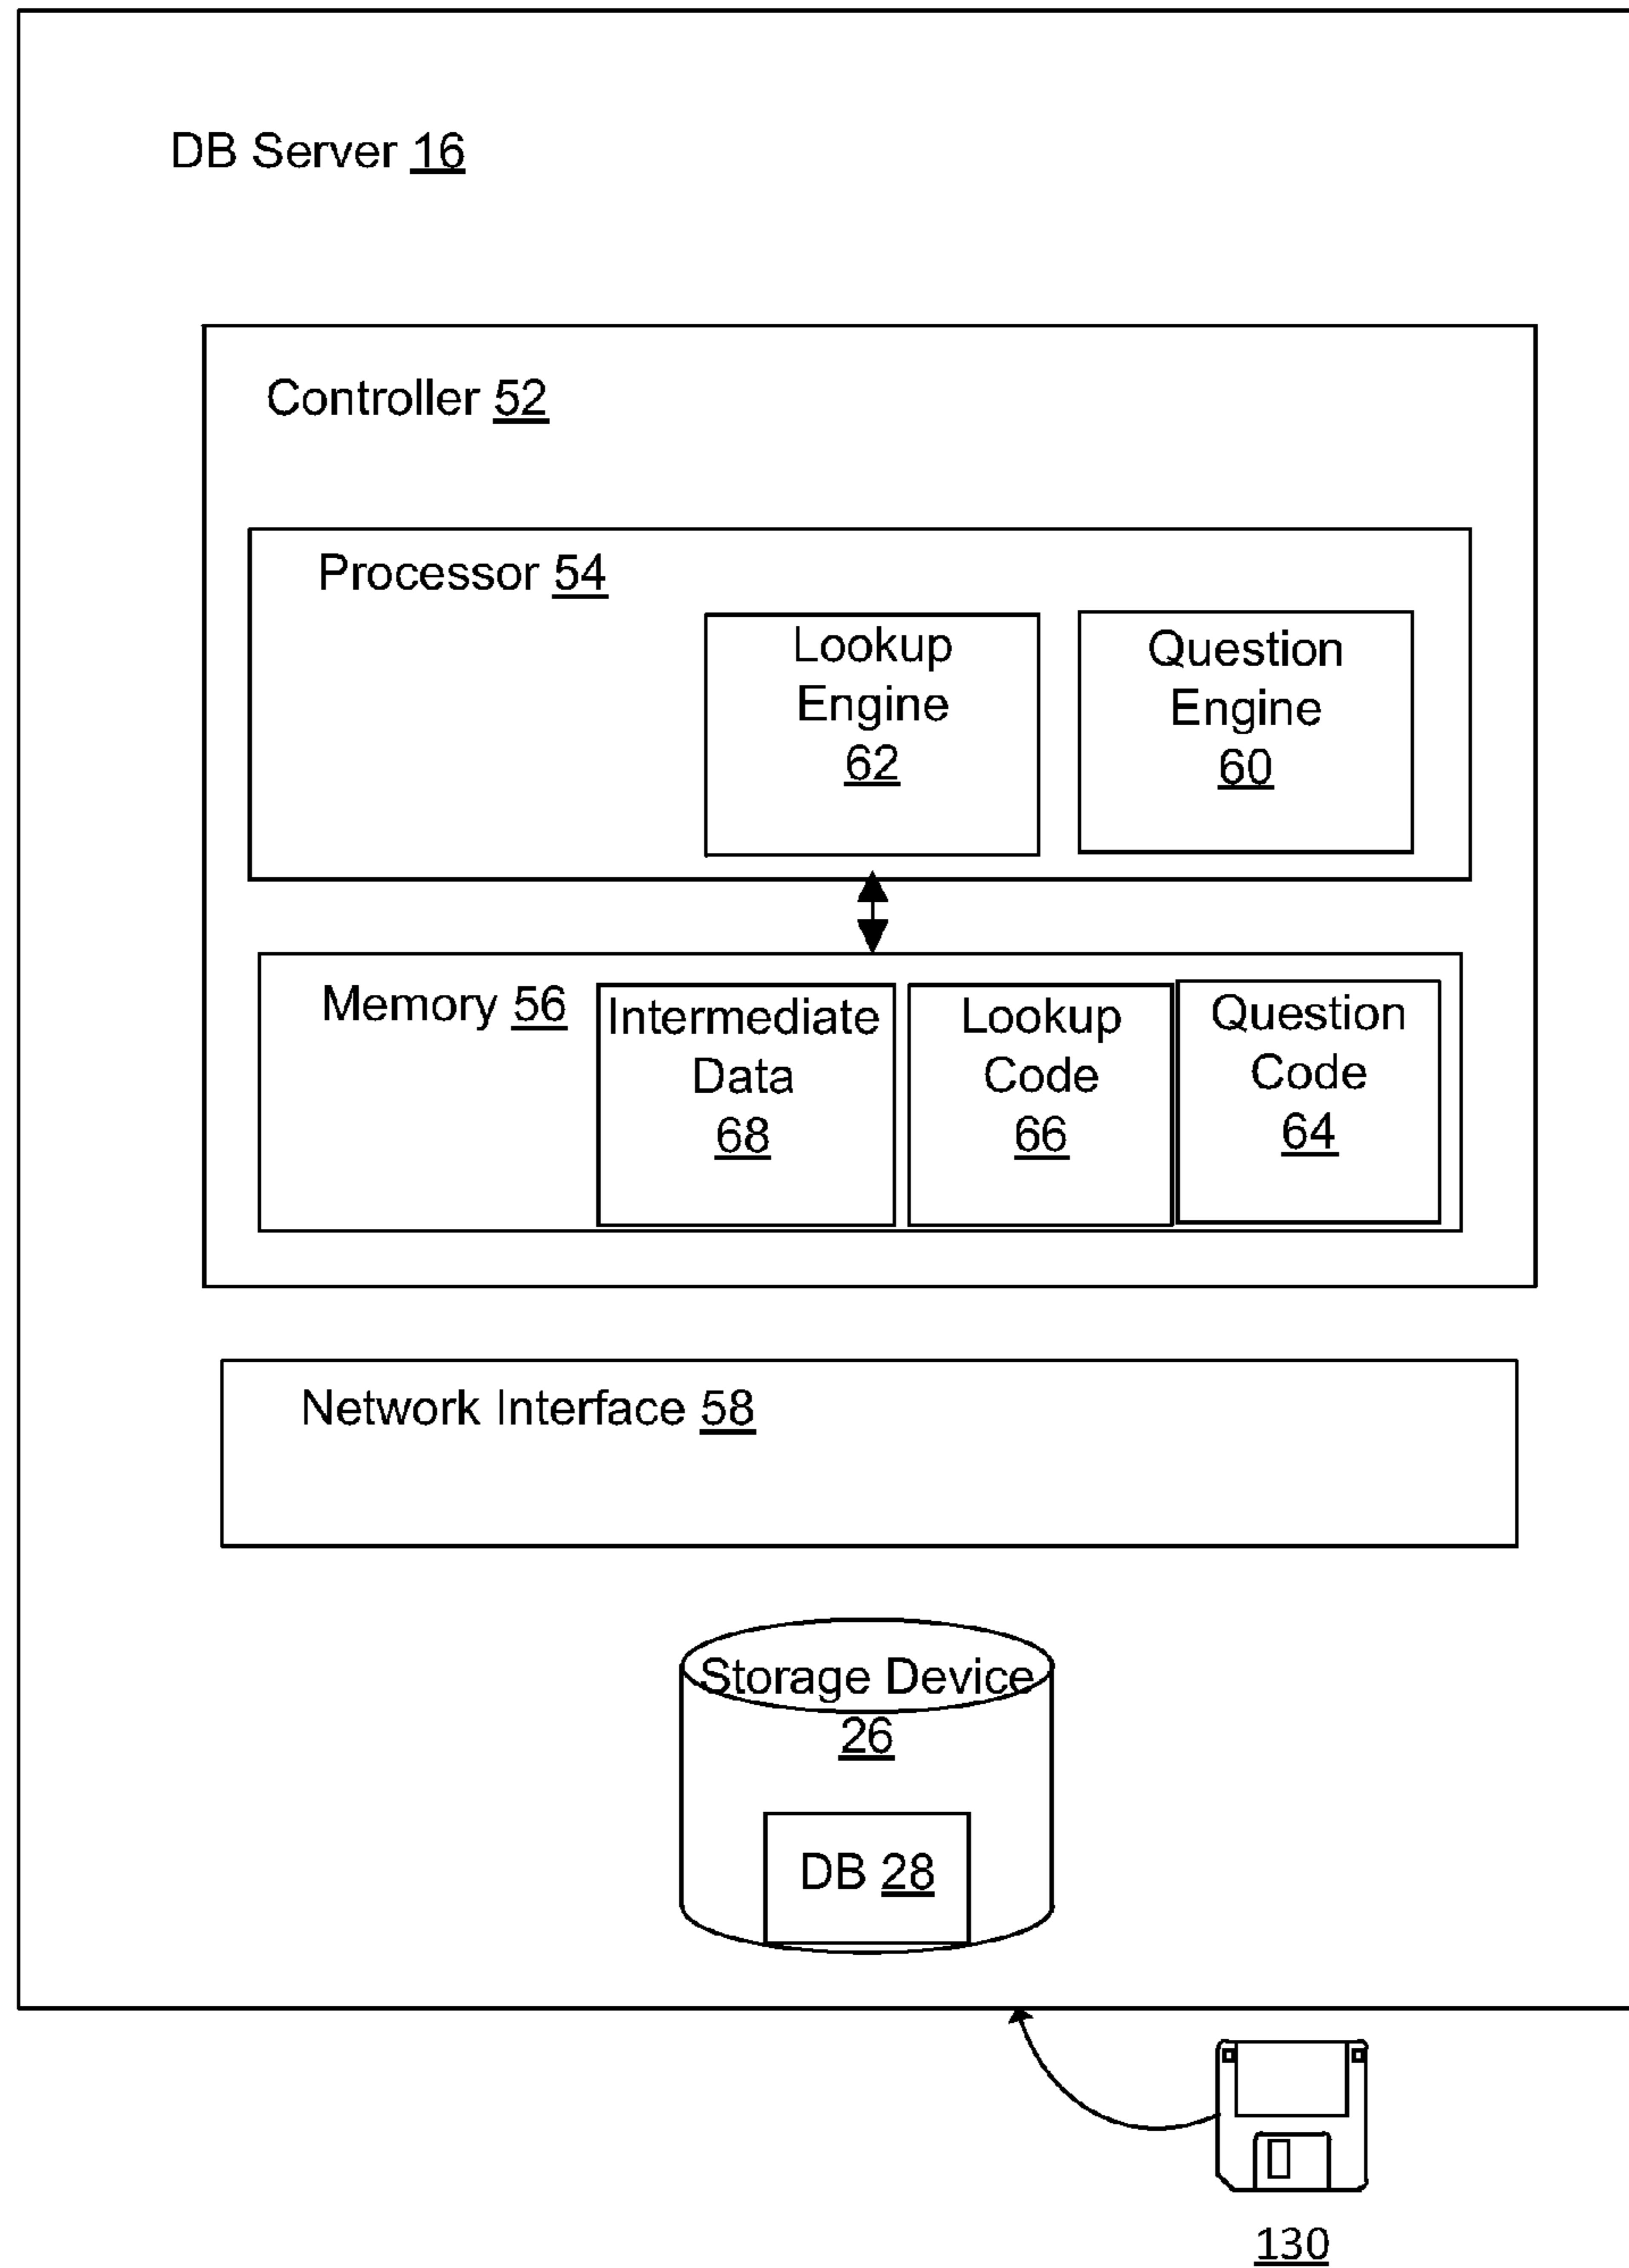 DB Server 16
Controller 52
Processor 54
Lookup
Engine
62
Question
Engine
60
Memory 56
Intermediate
Data
68
Lookup
Code
66
Question
Code
64
Network Interface 58
Storage Device
26
DB 28
130